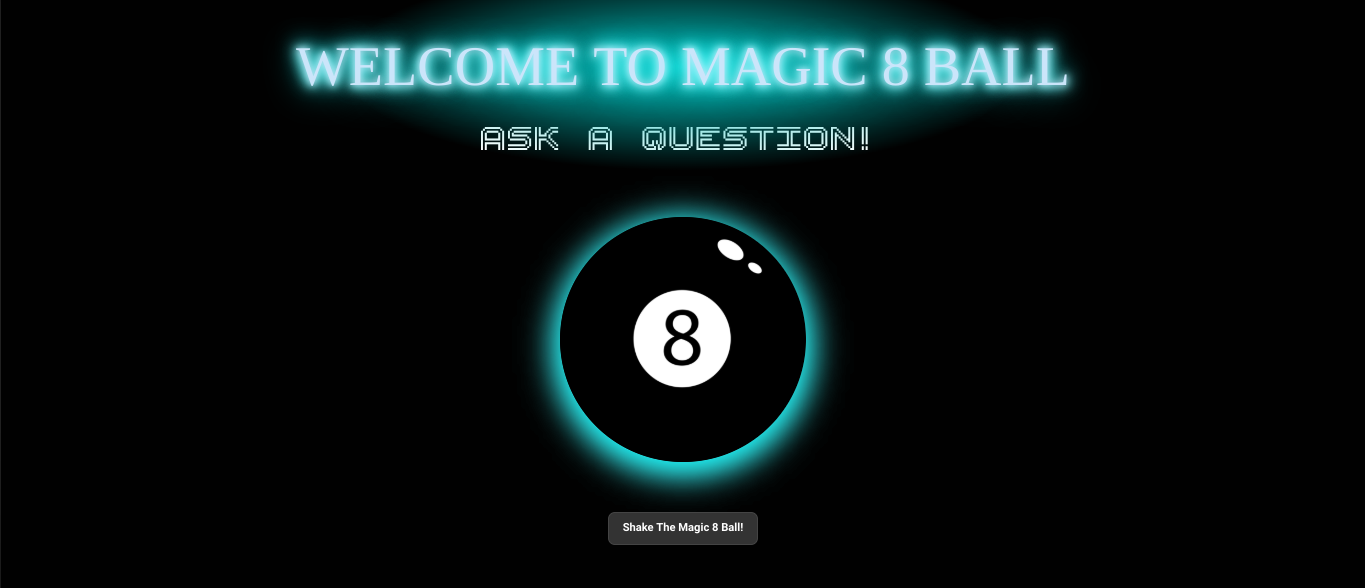 WELCOME TO MAGIC 8 BALL
ASK A QUESTION!
8
Shake The Magic 8 Ball!